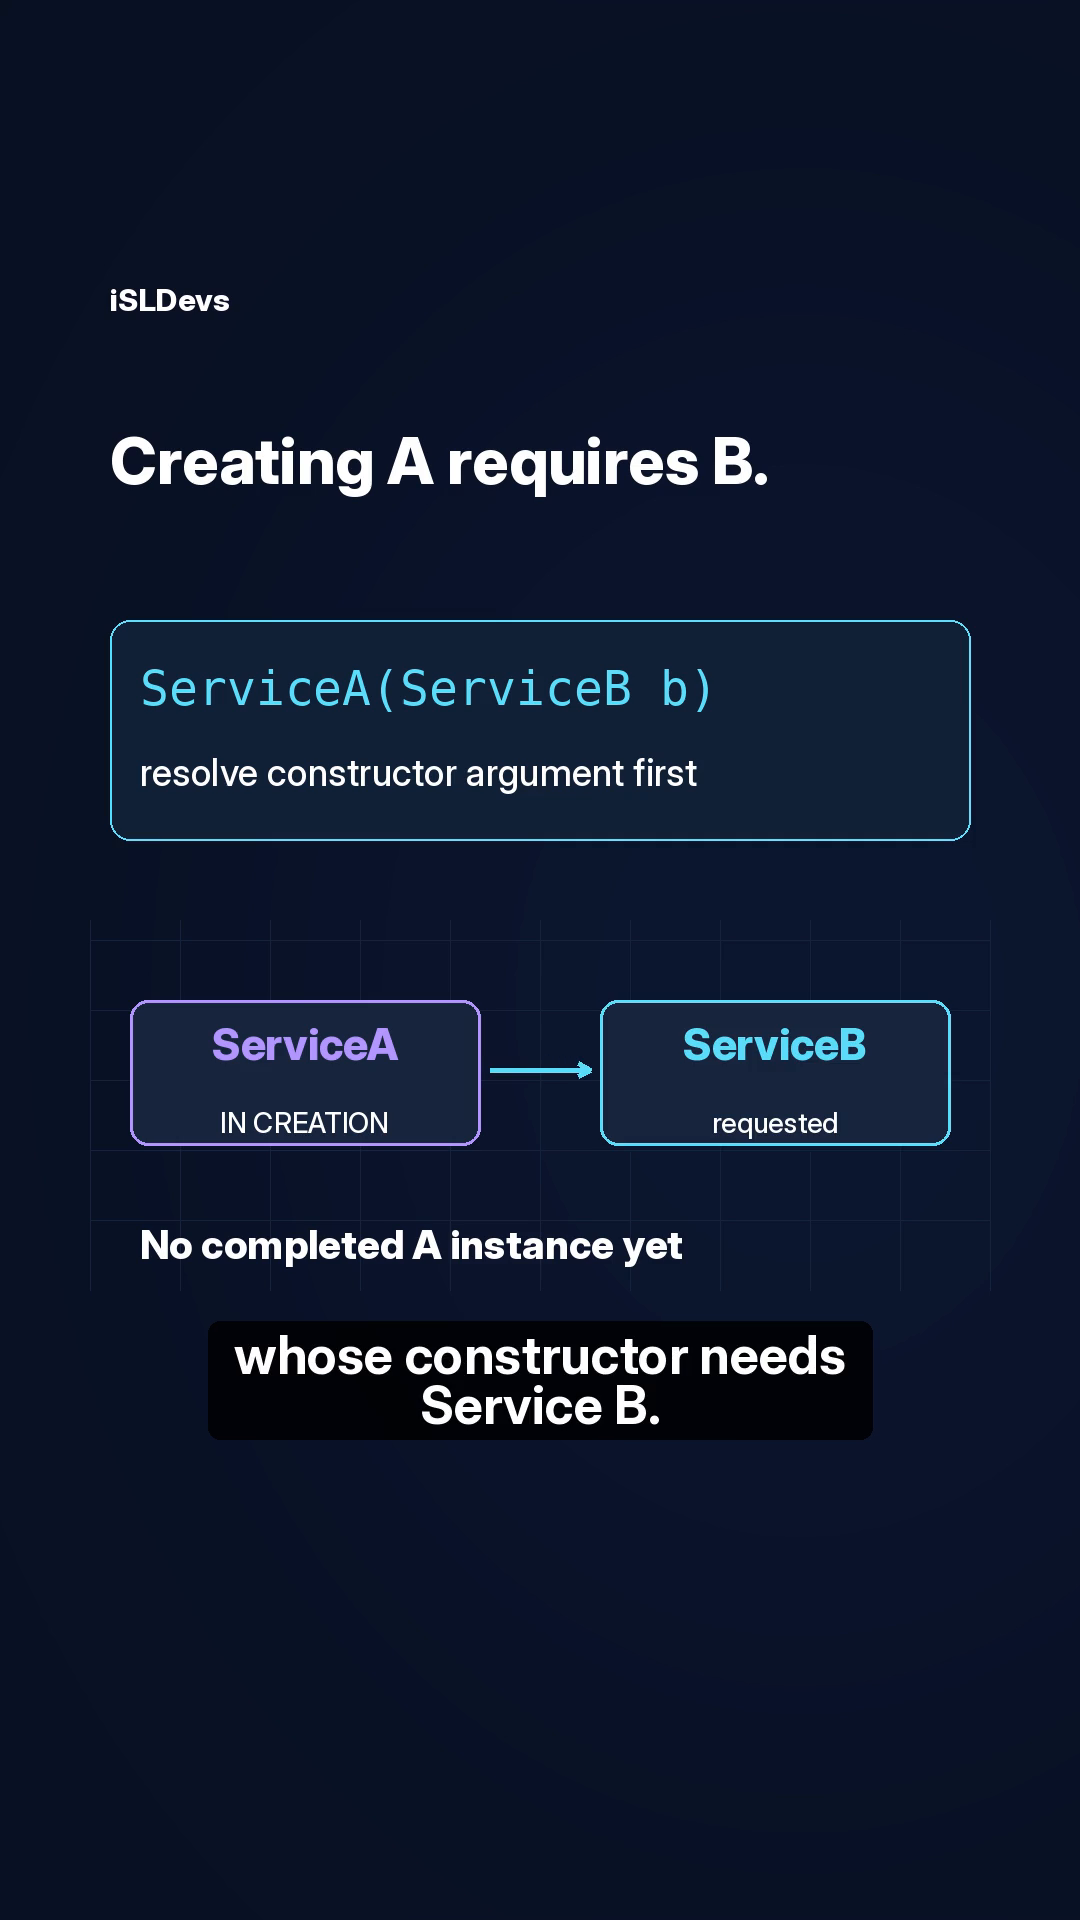 iSLDevs
Creating A requires B.
ServiceA(ServiceB b)
resolve constructor argument first
ServiceA
IN CREATION
ServiceB
requested
No completed A instance yet
whose constructor needs
Service B.